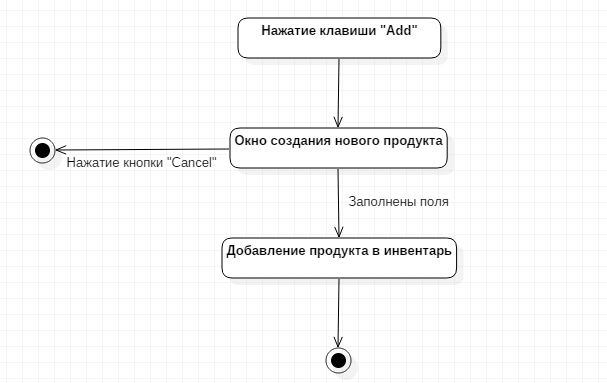 Нажатие клавиши "Add"
Окно создания нового продукта
Нажатие кнопки "Cancel"
Заполнены поля
Добавление продукта в инвентарь